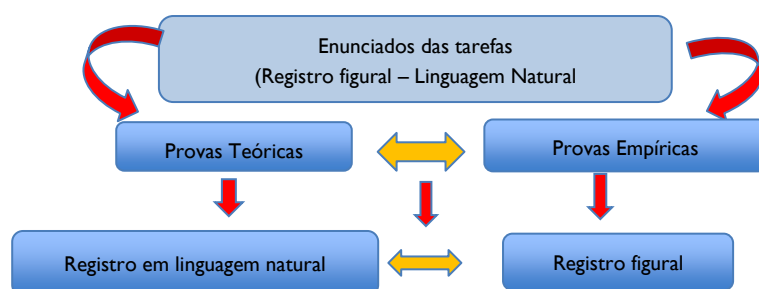 Enunciados das tarefas
(Registro figural – Linguagem Natural
Provas Teóricas
Provas Empíricas
Registro em linguagem natural
Registro figural